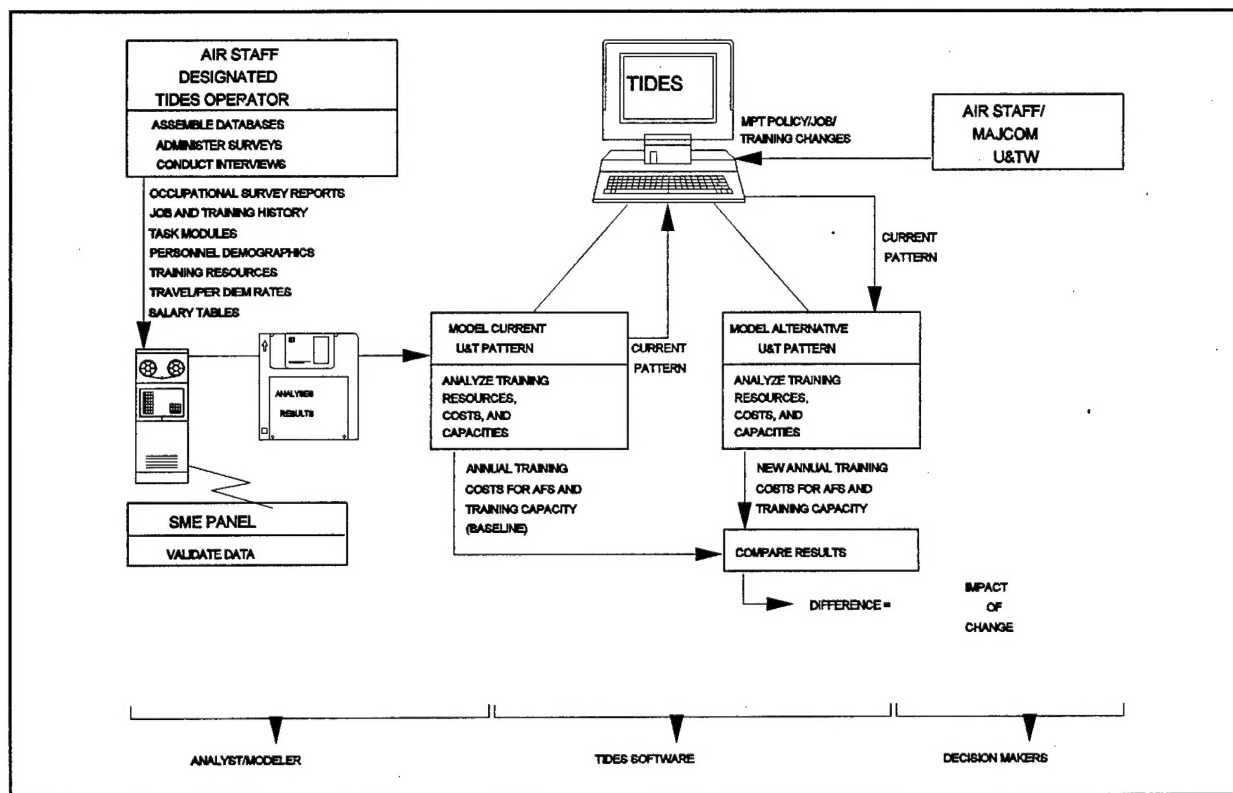 AIR STAFF
DESIGNATED
TIDES OPERATOR
ASSEMBLE DATABASES
ADMINISTER SURVEYS
CONDUCT INTERVIEWS
OCCUPATIONAL SURVEY REPORTS
JOB AND TRAINING HISTORY
TASK MODULES
PERSONNEL DEMOGRAPHICS
TRAINING RESOURCES
TRAVEL/PER DIEM RATES
SALARY TABLES
ANALYSES
RESULTS
SME PANEL
VALIDATE DATA
TIDES
MPT POLICY/JOB/
TRAINING CHANGES
AIR STAFF/
MAJCOM
U&TW
CURRENT
PATTERN
MODEL CURRENT
U&T PATTERN
ANALYZE TRAINING
RESOURCES,
COSTS, AND
CAPACITIES
CURRENT
PATTERN
MODEL ALTERNATIVE
U&T PATTERN
ANALYZE TRAINING
RESOURCES,
COSTS, AND
CAPACITIES
ANNUAL TRAINING
COSTS FOR AFS AND
TRAINING CAPACITY
(BASELINE)
NEW ANNUAL TRAINING
COSTS FOR AFS AND
TRAINING CAPACITY
COMPARE RESULTS
DIFFERENCE =
IMPACT
OF
CHANGE
ANALYST/MODELER
TIDES SOFTWARE
DECISION MAKERS